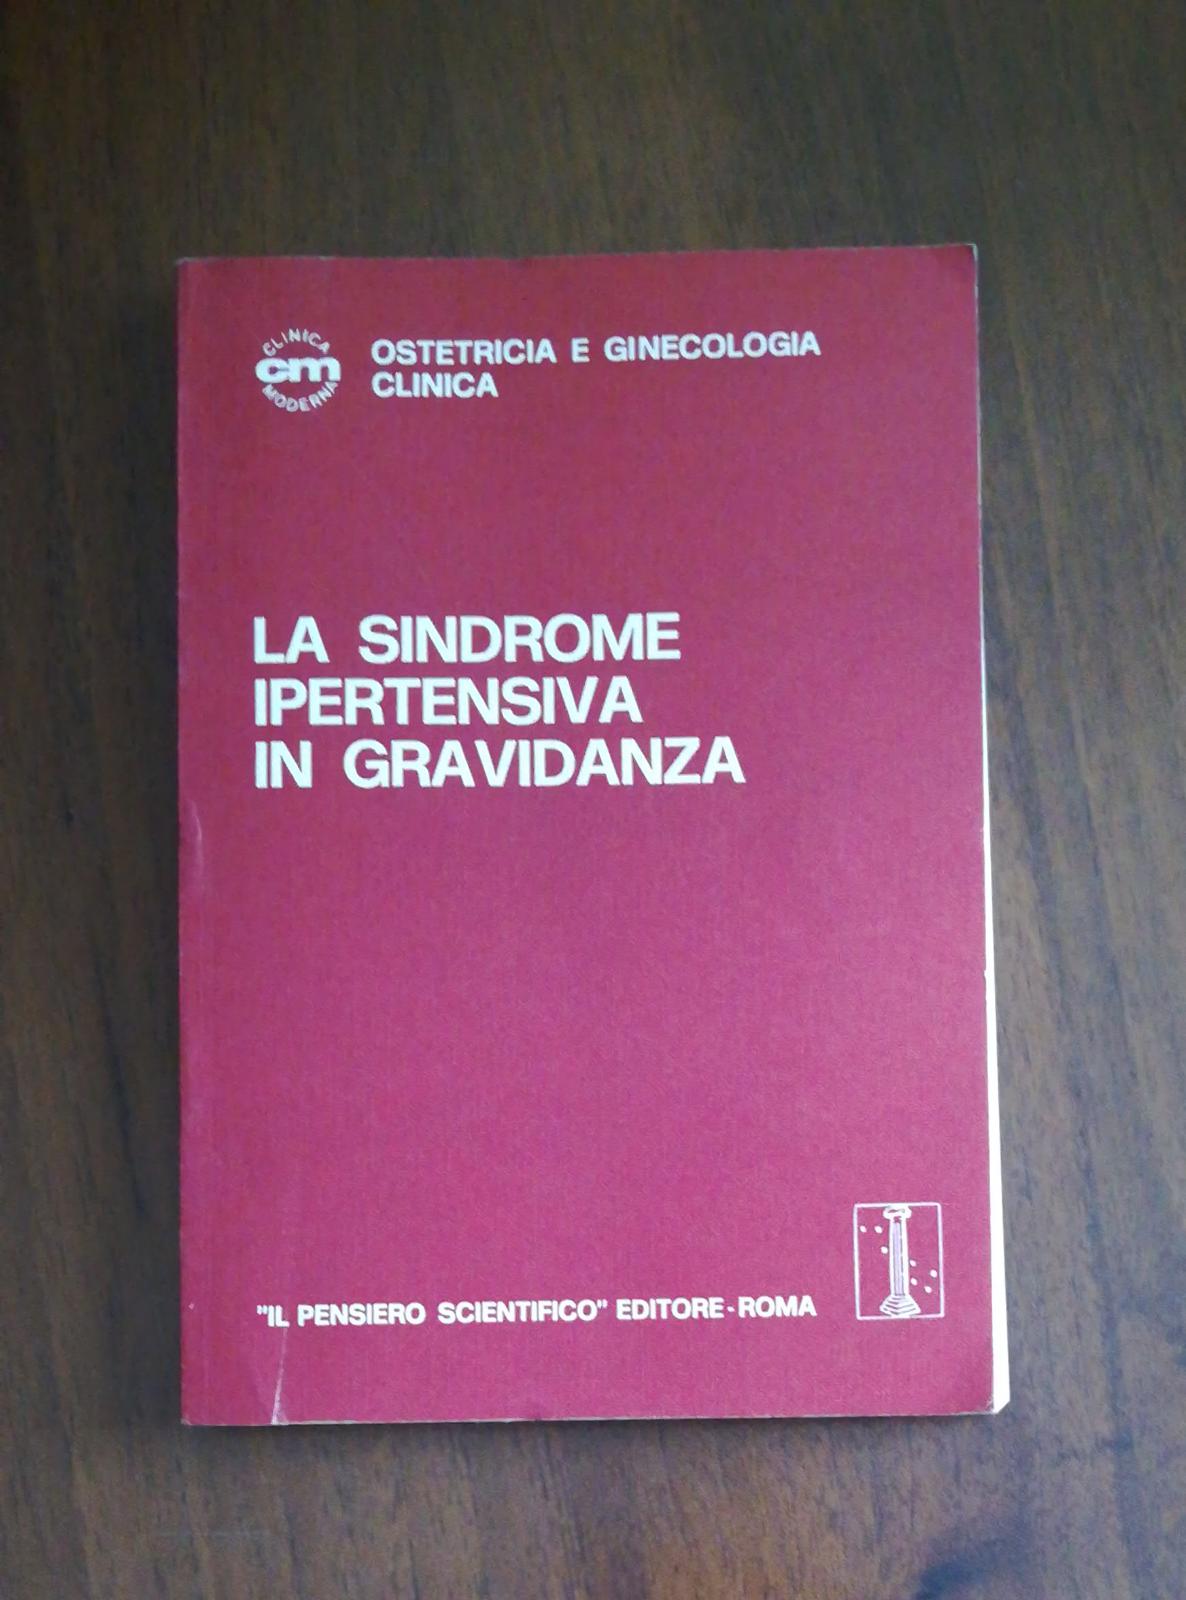 CLINICA
cm
MODERNA
OSTETRICIA E GINECOLOGIA
CLINICA
LA SINDROME
IPERTENSIVA
IN GRAVIDANZA
"IL PENSIERO SCIENTIFICO" EDITORE-ROMA